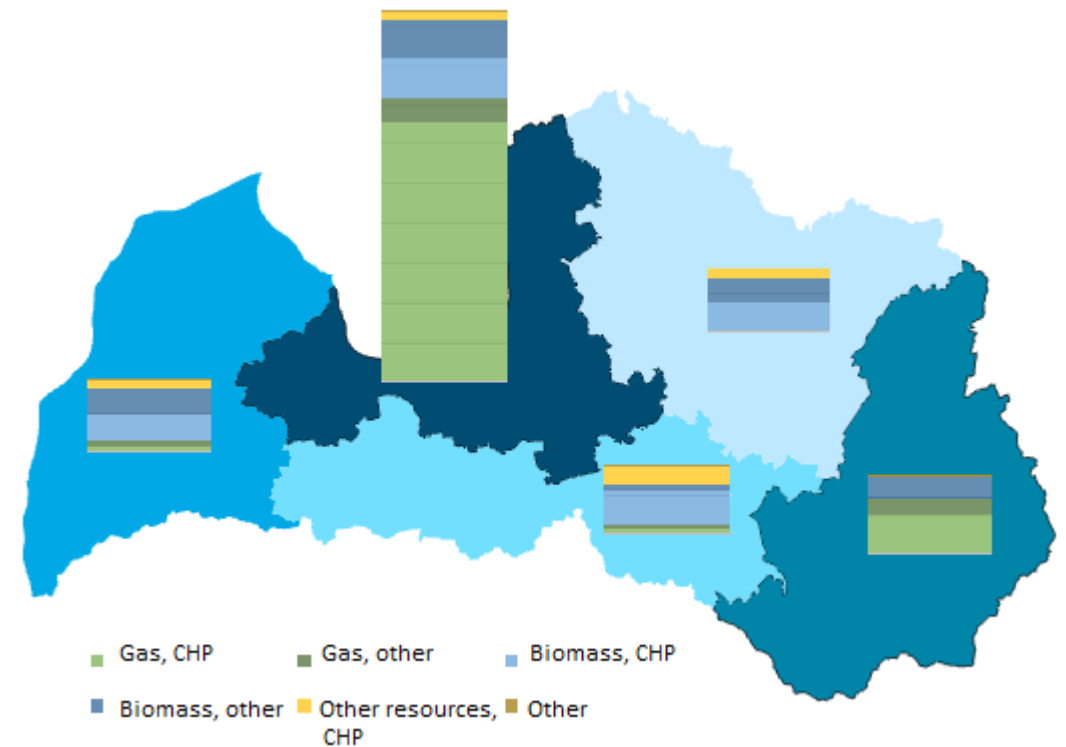 Gas, CHP
Gas, other
Biomass, CHP
Biomass, other
Other resources,
CHP
Other